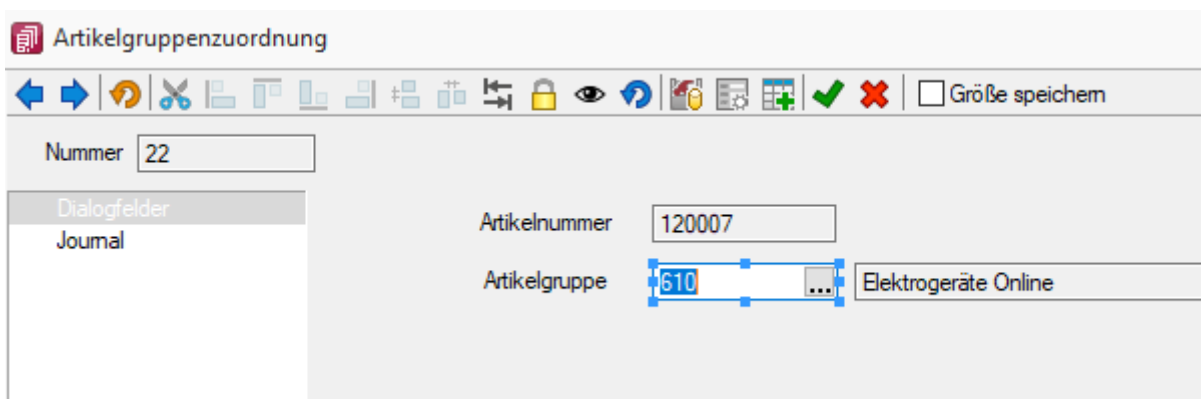 Artikelgruppenzuordnung
Größe speichern
Nummer 22
Dialogfelder
Journal
Artikelnummer 120007
Artikelgruppe 610 ... Elektrogeräte Online